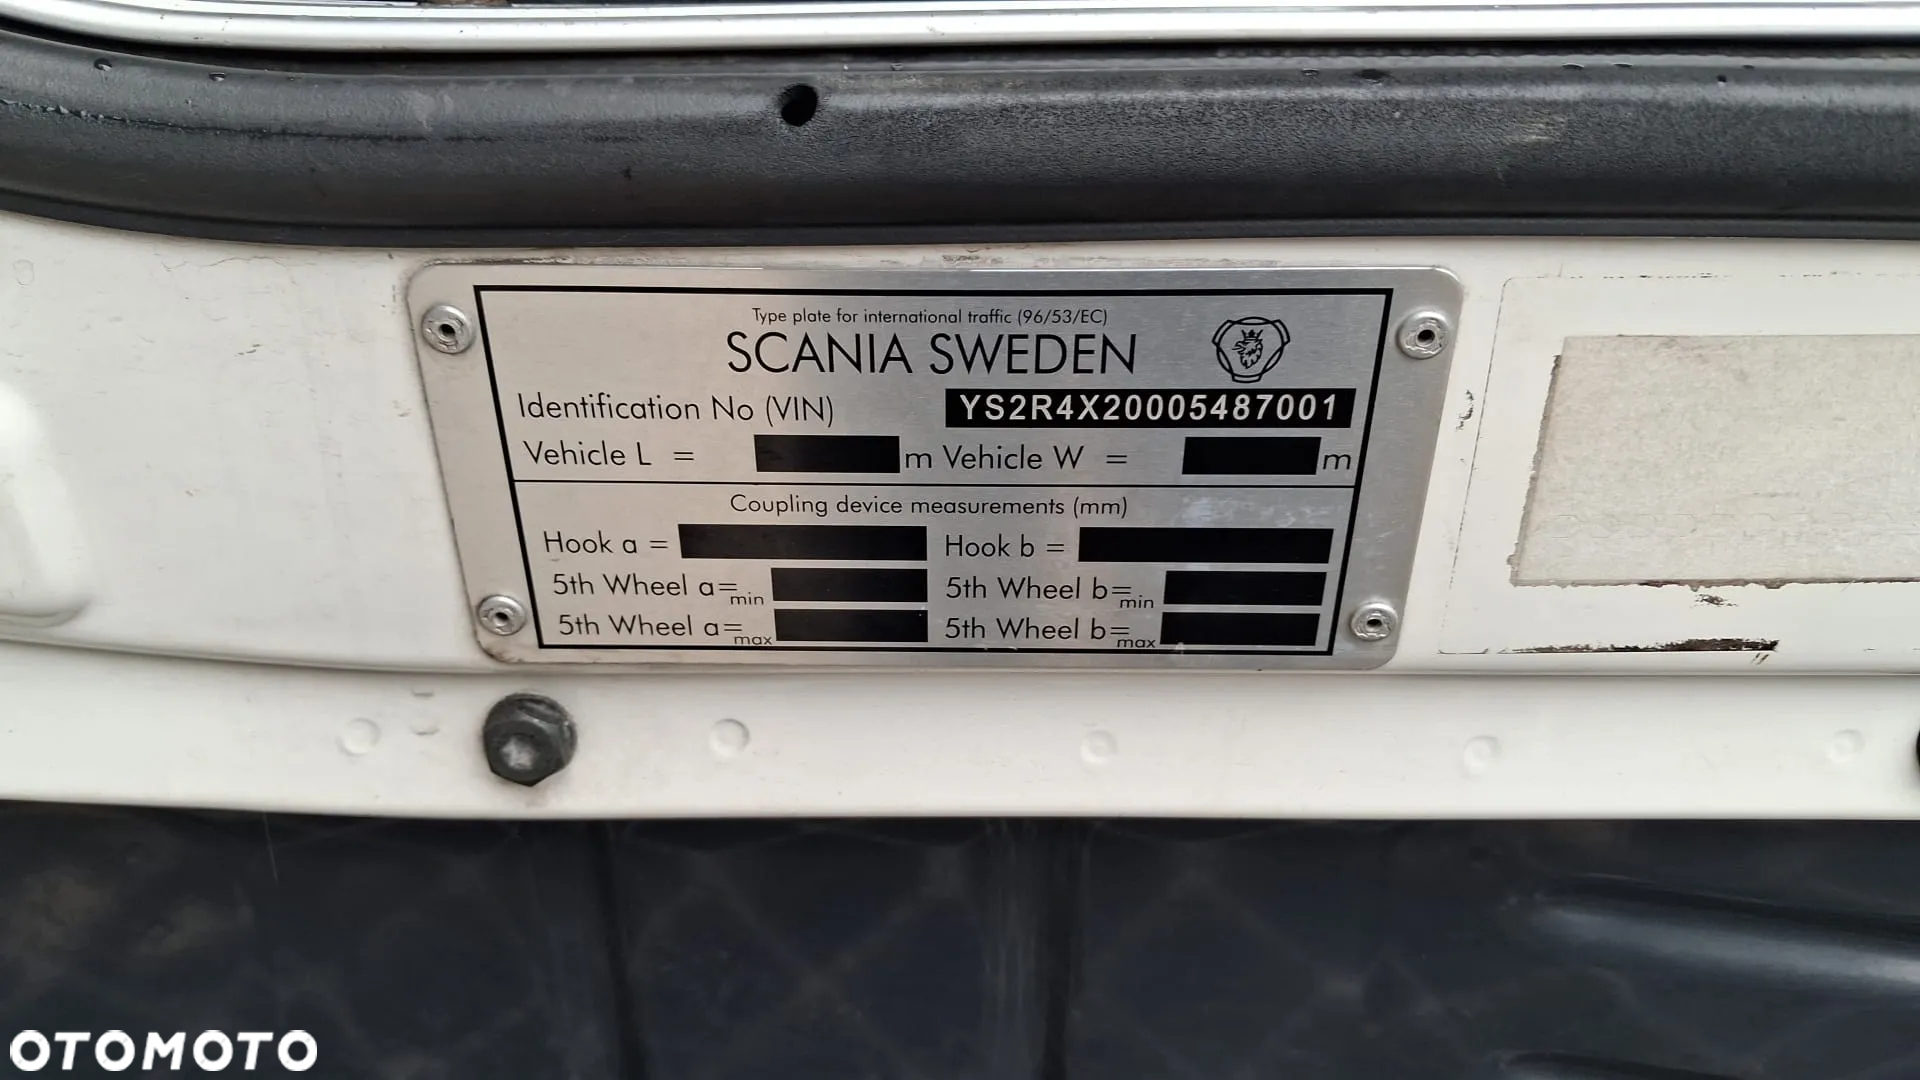 Type plate for international traffic (96/53/EC)
SCANIA SWEDEN
Identification No (VIN) YS2R4X20005487001
Vehicle L = m Vehicle W = m
Coupling device measurements (mm)
Hook a = Hook b =
5th Wheel a= min 5th Wheel b= min
5th Wheel a= max 5th Wheel b= max
OTOMOTO